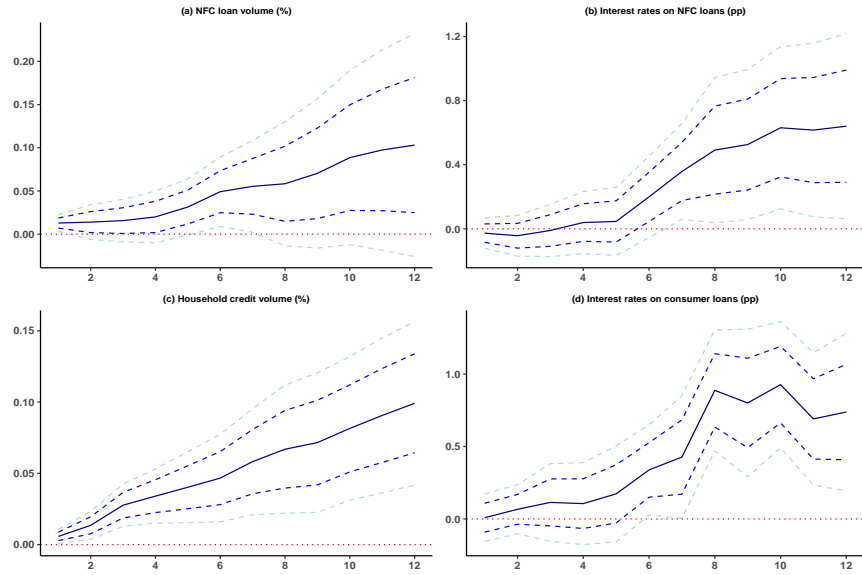 (a) NFC loan volume (%)
0.20
0.15
0.10
0.05
0.00
2 4 6 8 10 12
(b) Interest rates on NFC loans (pp)
1.2
0.8
0.4
0.0
2 4 6 8 10 12
(c) Household credit volume (%)
0.15
0.10
0.05
0.00
2 4 6 8 10 12
(d) Interest rates on consumer loans (pp)
1.0
0.5
0.0
2 4 6 8 10 12